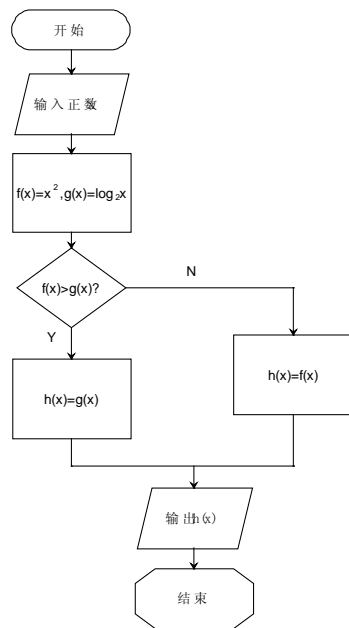 开始
输入正数
f(x)=x²,g(x)=log₂x
f(x)>g(x)?
N
Y
h(x)=g(x)
h(x)=f(x)
输出h(x)
结束